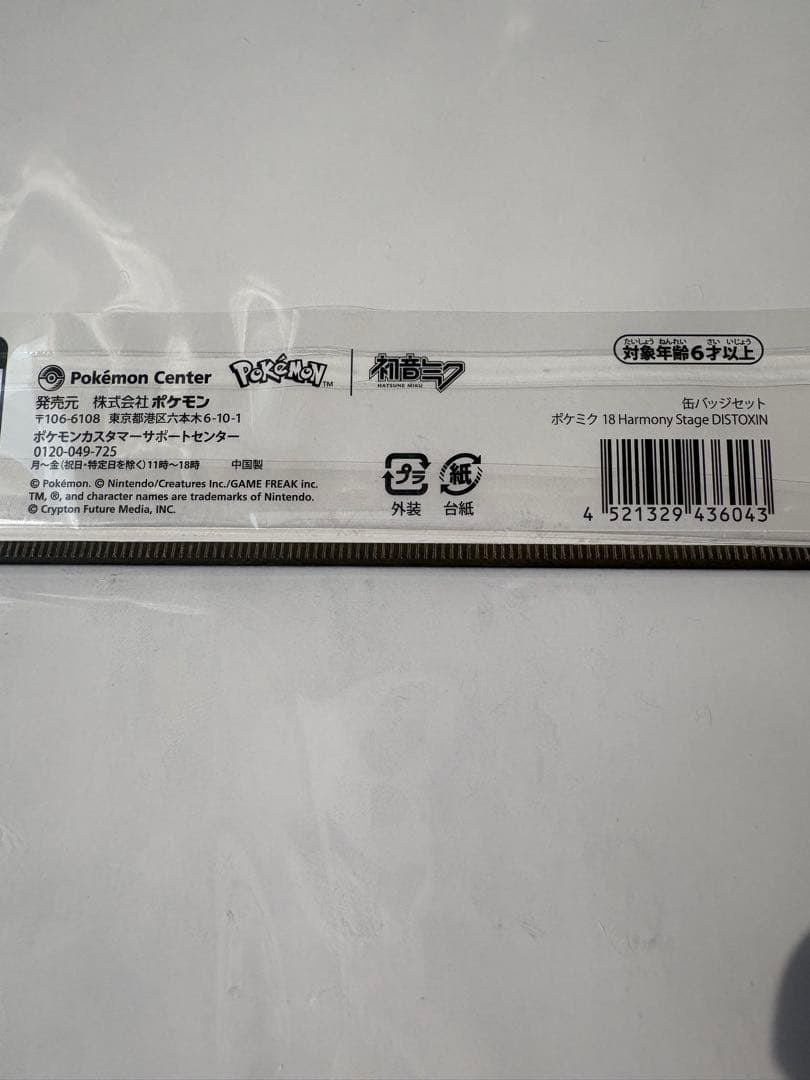 Pokémon Center
POKÉMON TM
初音ミク
HATSUNE MIKU
たいしょう ねんれい さい いじょう
対象年齢6才以上
発売元 株式会社ポケモン
〒106-6108 東京都港区六本木6-10-1
ポケモンカスタマーサポートセンター
0120-049-725
月～金(祝日・特定日を除く)11時～18時 中国製
© Pokémon. © Nintendo/Creatures Inc./GAME FREAK inc.
TM, ®, and character names are trademarks of Nintendo.
© Crypton Future Media, INC.
プラ
外装
紙
台紙
缶バッジセット
ポケミク 18 Harmony Stage DISTOXIN
4 521329 436043